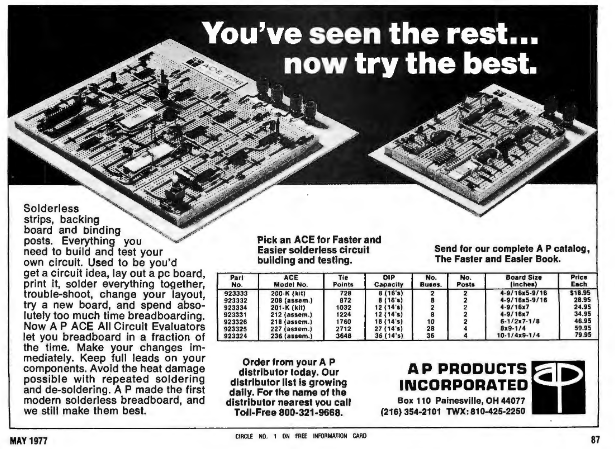 You've seen the rest...
now try the best.
ACE
Solderless
strips, backing
board and binding
posts. Everything you
need to build and test your
own circuit. Used to be you'd
get a circuit idea, lay out a pc board,
print it, solder everything together,
trouble-shoot, change your layout,
try a new board, and spend abso-
lutely too much time breadboarding.
Now A P ACE All Circuit Evaluators
let you breadboard in a fraction of
the time. Make your changes im-
mediately. Keep full leads on your
components. Avoid the heat damage
possible with repeated soldering
and de-soldering. A P made the first
modern solderless breadboard, and
we still make them best.
Pick an ACE for Faster and
Easier solderless circuit
building and testing.
Send for our complete A P catalog,
The Faster and Easier Book.
Part No. ACE Model No. Tie Points DIP Capacity No. Buses. No. Posts Board Size (inches) Price Each
923333 200-K (kit) 728 8 (16's) 2 2 4-9/16x5-9/16 $18.95
923332 208 (assem.) 872 8 (16's) 8 2 4-9/16x5-9/16 28.95
923334 201-K (kit) 1032 12 (14's) 2 2 4-9/16x7 24.95
923331 212 (assem.) 1224 12 (14's) 8 2 4-9/16x7 34.95
923326 218 (assem.) 1760 18 (14's) 10 2 6-1/2x7-1/8 46.95
923325 227 (assem.) 2712 27 (14's) 28 4 8x9-1/4 59.95
923324 236 (assem.) 3648 36 (14's) 36 4 10-1/4x9-1/4 79.95
Order from your A P
distributor today. Our
distributor list is growing
daily. For the name of the
distributor nearest you call
Toll-Free 800-321-9668.
A P PRODUCTS
INCORPORATED
Box 110 Painesville, OH 44077
(216) 354-2101 TWX: 810-425-2250
MAY 1977
CIRCLE NO. 1 ON FREE INFORMATION CARD
87